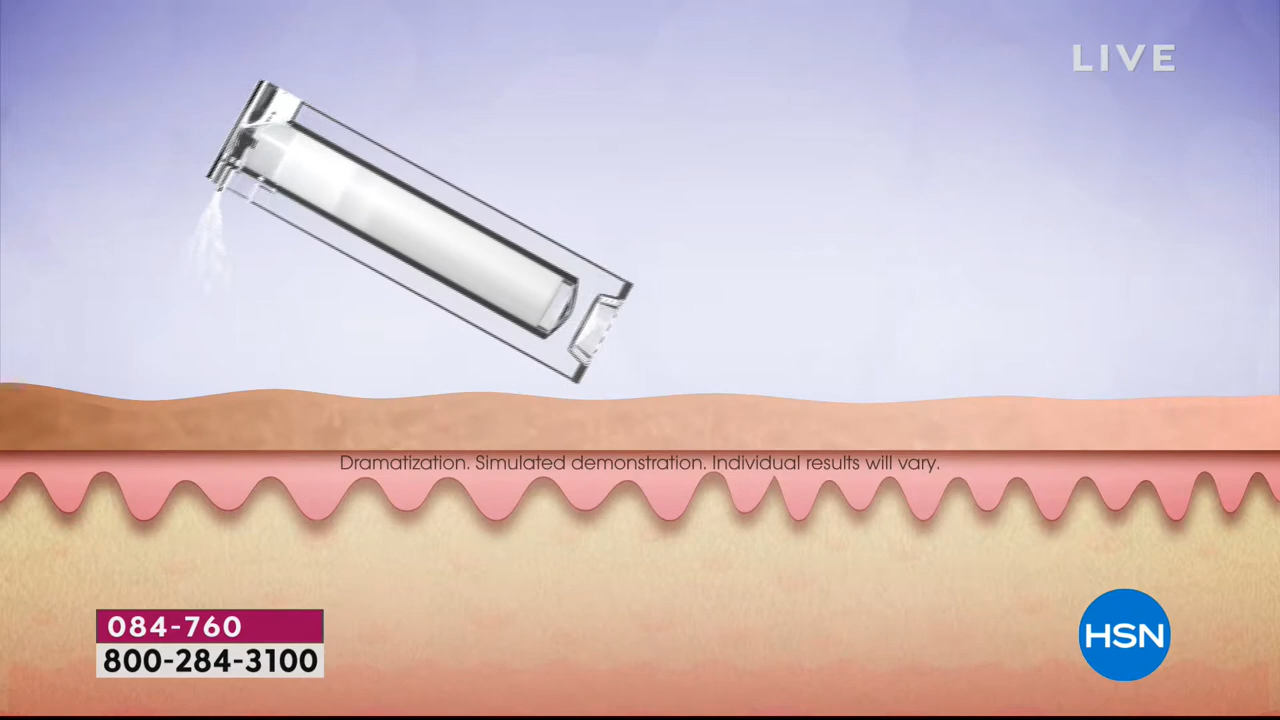 LIVE
Dramatization. Simulated demonstration. Individual results will vary.
084-760
800-284-3100
HSN